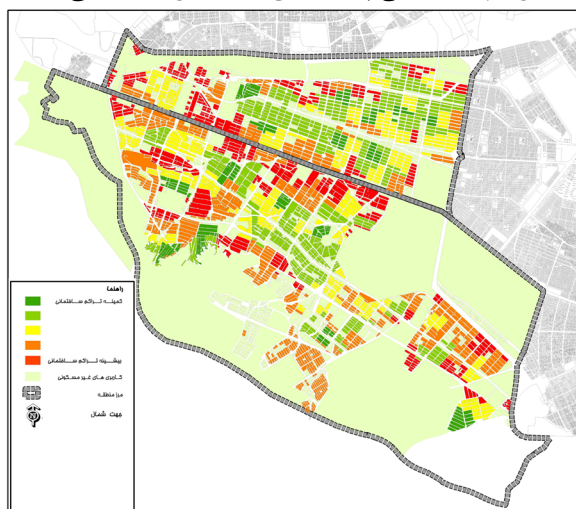 راهنما
کمینه تراکم ساختمانی
بیشینه تراکم ساختمانی
کاربری های غیر مسکونی
مرز منطقه
جهت شمال